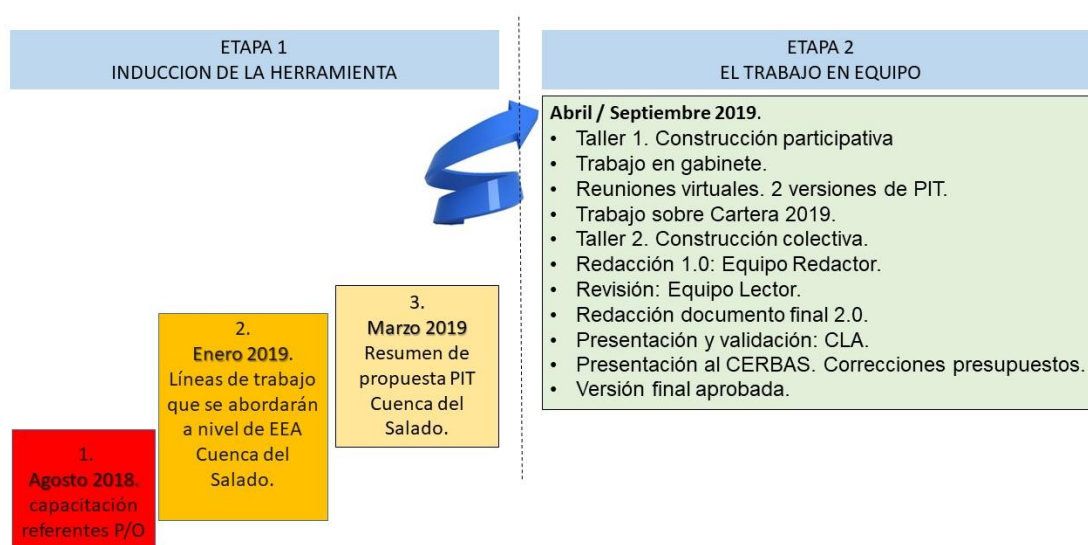 ETAPA 1
INDUCCION DE LA HERRAMIENTA
1.
Agosto 2018.
capacitación
referentes P/O
2.
Enero 2019.
Líneas de trabajo
que se abordarán
a nivel de EEA
Cuenca del
Salado.
3.
Marzo 2019
Resumen de
propuesta PIT
Cuenca del
Salado.
ETAPA 2
EL TRABAJO EN EQUIPO
Abril / Septiembre 2019.
• Taller 1. Construcción participativa
• Trabajo en gabinete.
• Reuniones virtuales. 2 versiones de PIT.
• Trabajo sobre Cartera 2019.
• Taller 2. Construcción colectiva.
• Redacción 1.0: Equipo Redactor.
• Revisión: Equipo Lector.
• Redacción documento final 2.0.
• Presentación y validación: CLA.
• Presentación al CERBAS. Correcciones presupuestos.
• Versión final aprobada.